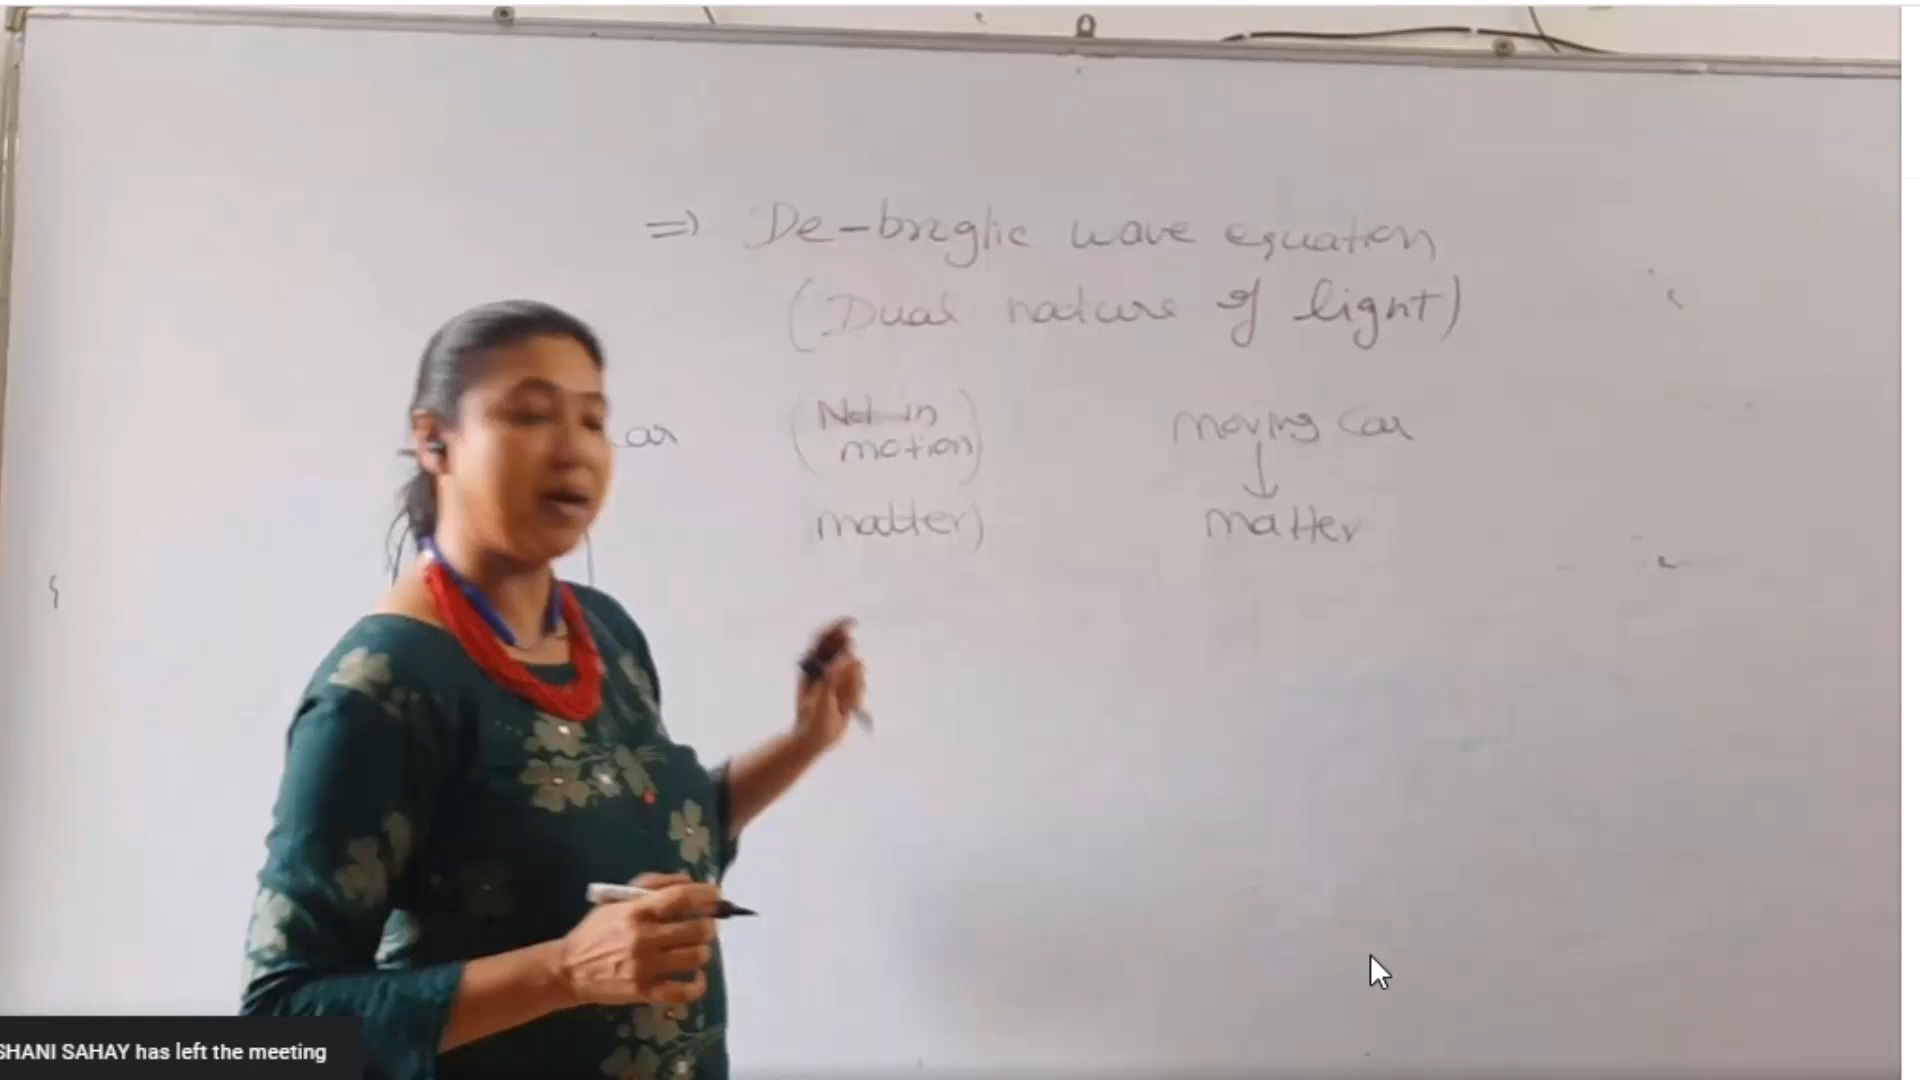 => De-broglie wave equation
(Dual nature of light)
car (Not in motion) moving car
↓
matter) matter
SHANI SAHAY has left the meeting